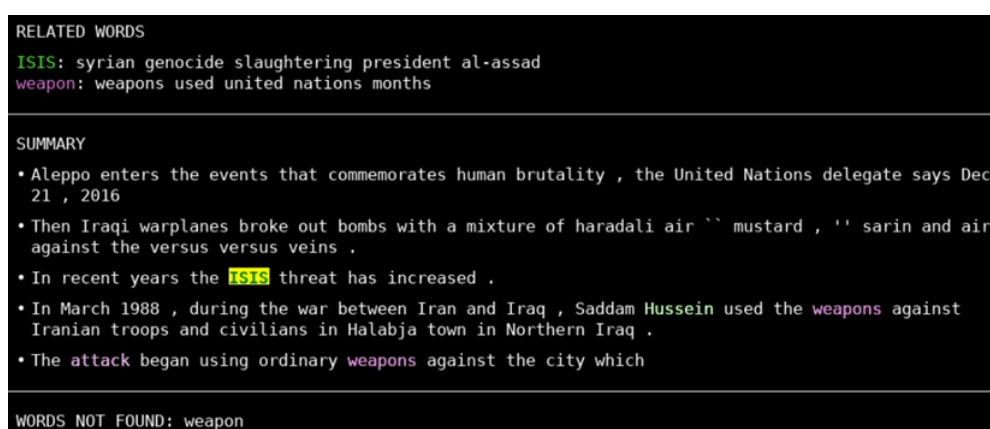 RELATED WORDS
ISIS: syrian genocide slaughtering president al-assad
weapon: weapons used united nations months
SUMMARY
• Aleppo enters the events that commemorates human brutality , the United Nations delegate says Dec
21 , 2016
• Then Iraqi warplanes broke out bombs with a mixture of haradali air `` mustard , '' sarin and air
against the versus versus veins .
• In recent years the ISIS threat has increased .
• In March 1988 , during the war between Iran and Iraq , Saddam Hussein used the weapons against
Iranian troops and civilians in Halabja town in Northern Iraq .
• The attack began using ordinary weapons against the city which
WORDS NOT FOUND: weapon